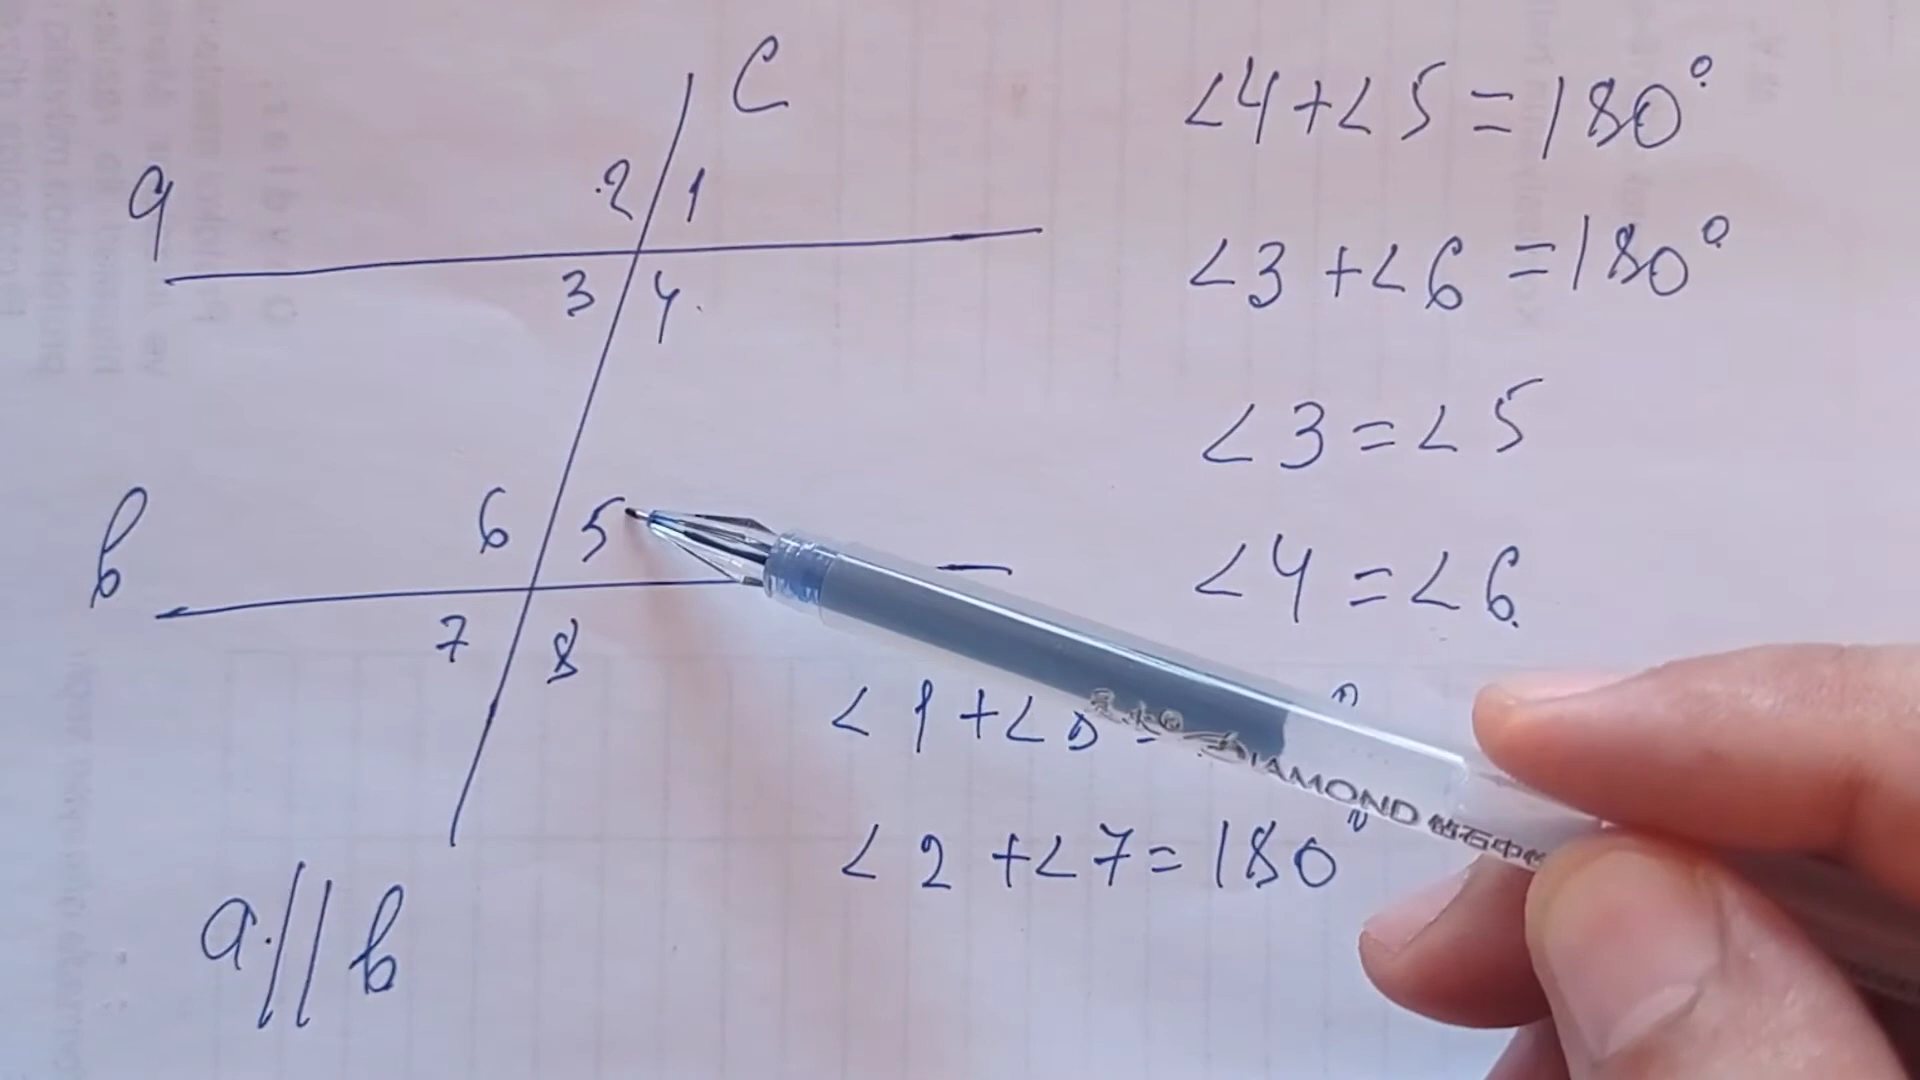 C
a
2 1
3 4
b
6 5
7 8
a // b
∠4+∠5=180°
∠3+∠6=180°
∠3=∠5
∠4=∠6
∠1+∠
∠2+∠7=180°
DIAMOND